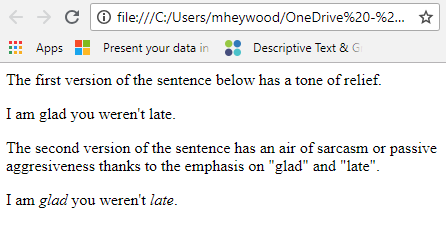 file:///C:/Users/mheywood/OneDrive%20-%2...
Apps Present your data in Descriptive Text &
The first version of the sentence below has a tone of relief.
I am glad you weren't late.
The second version of the sentence has an air of sarcasm or passive
aggresiveness thanks to the emphasis on "glad" and "late".
I am glad you weren't late.